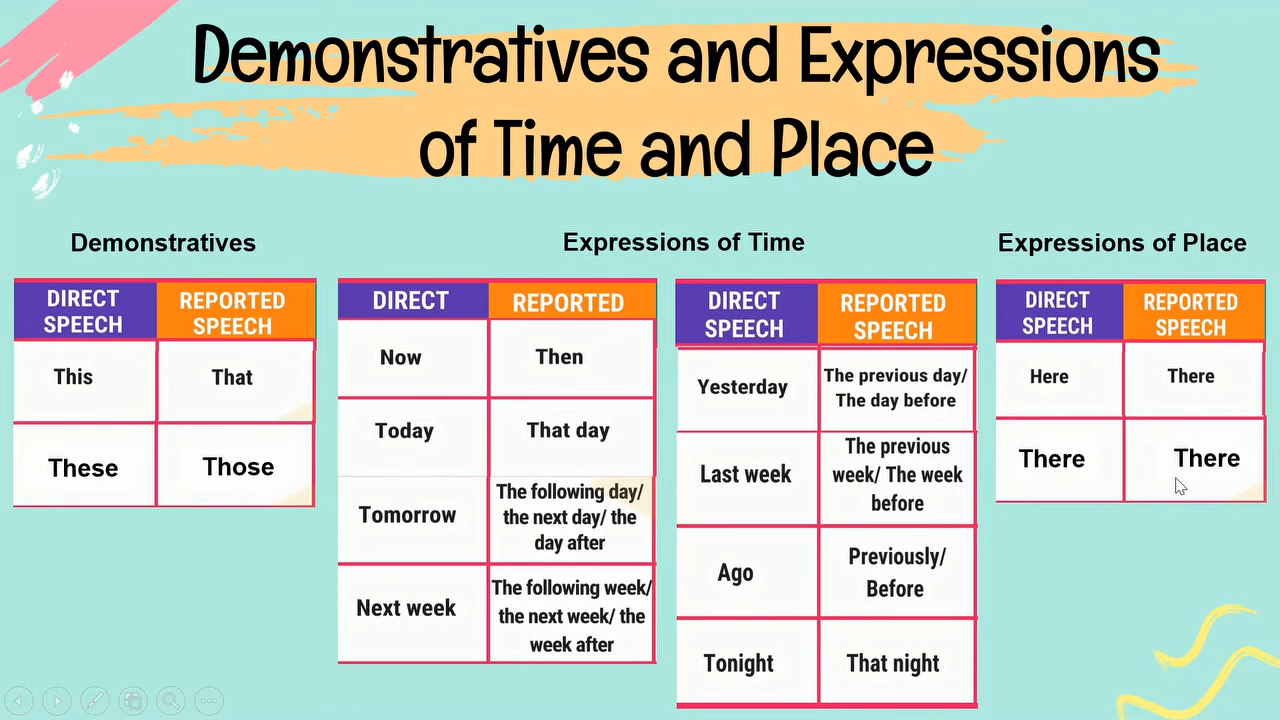 Demonstratives and Expressions
of Time and Place
Demonstratives
DIRECT
SPEECH
REPORTED
SPEECH
This
That
These
Those
Expressions of Time
DIRECT
REPORTED
Now
Then
Today
That day
Tomorrow
The following day/
the next day/ the
day after
Next week
The following week/
the next week/ the
week after
DIRECT
SPEECH
REPORTED
SPEECH
Yesterday
The previous day/
The day before
Last week
The previous
week/ The week
before
Ago
Previously/
Before
Tonight
That night
Expressions of Place
DIRECT
SPEECH
REPORTED
SPEECH
Here
There
There
There